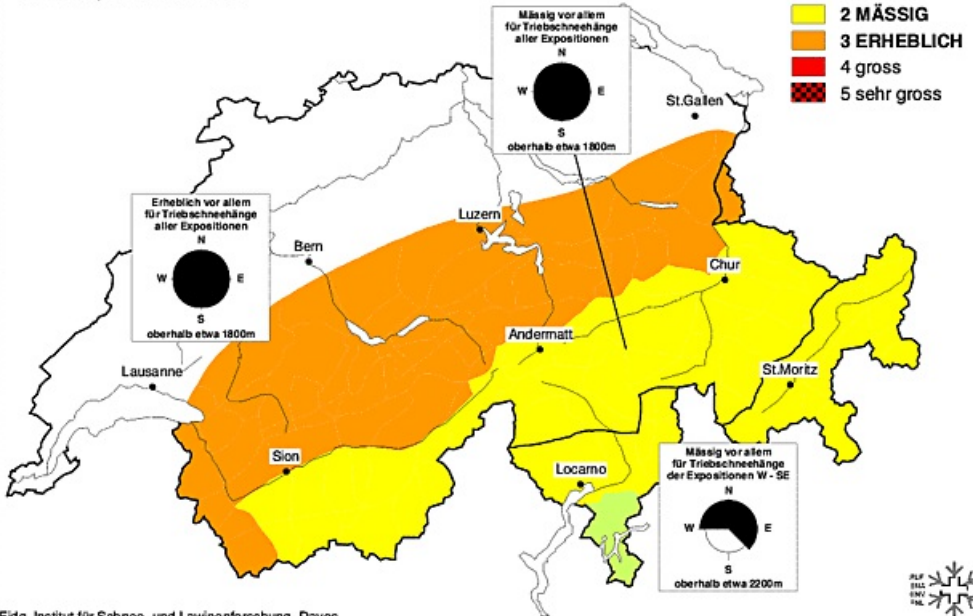 Mässig vor allem
für Triebschneehänge
aller Expositionen
N
W E
S
oberhalb etwa 1800m
2 MÄSSIG
3 ERHEBLICH
4 gross
5 sehr gross
St.Gallen
Erheblich vor allem
für Triebschneehänge
aller Expositionen
N
W E
S
oberhalb etwa 1800m
Luzern
Bern
Chur
Andermatt
Lausanne
St.Moritz
Sion
Locarno
Mässig vor allem
für Triebschneehänge
der Expositionen W - SE
N
W E
S
oberhalb etwa 2200m
SLF
Eidg. Institut für Schnee- und Lawinenforschung, Davos